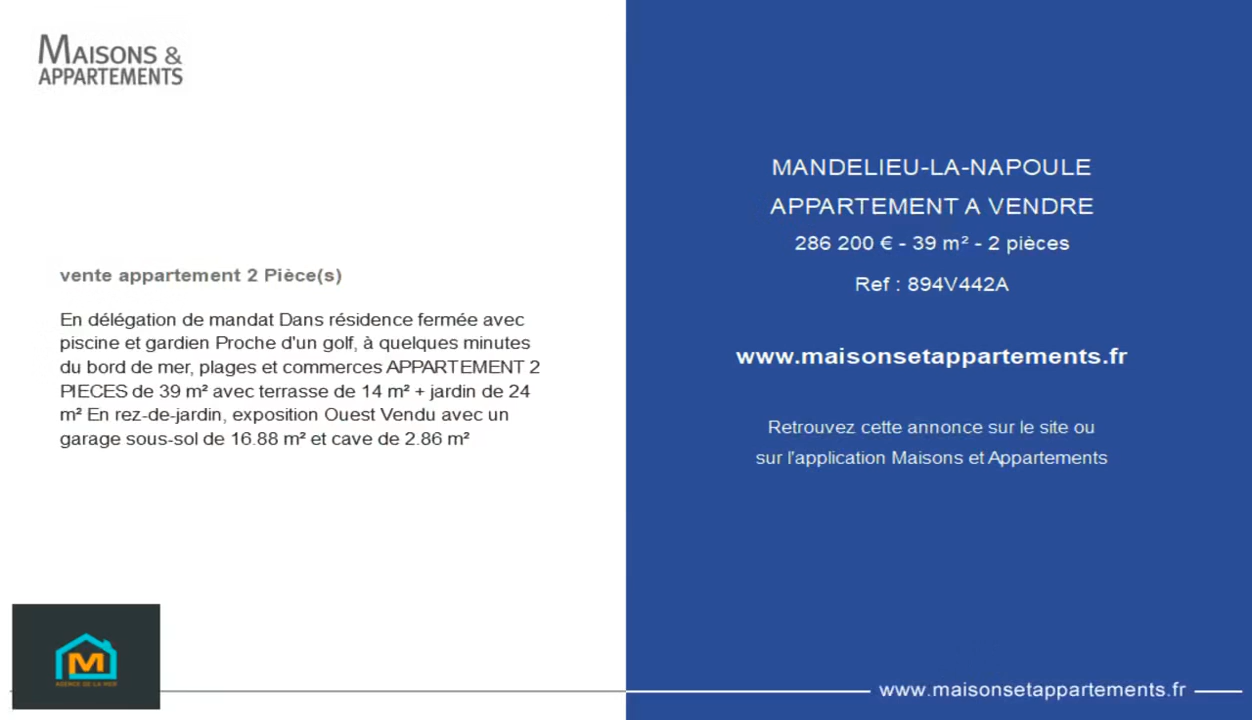 MAISONS &
APPARTEMENTS
vente appartement 2 Pièce(s)
En délégation de mandat Dans résidence fermée avec
piscine et gardien Proche d'un golf, à quelques minutes
du bord de mer, plages et commerces APPARTEMENT 2
PIECES de 39 m² avec terrasse de 14 m² + jardin de 24
m² En rez-de-jardin, exposition Ouest Vendu avec un
garage sous-sol de 16.88 m² et cave de 2.86 m²
M
AGENCE DE LA MER
MANDELIEU-LA-NAPOULE
APPARTEMENT A VENDRE
286 200 € - 39 m² - 2 pièces
Ref : 894V442A
www.maisonsetappartements.fr
Retrouvez cette annonce sur le site ou
sur l'application Maisons et Appartements
www.maisonsetappartements.fr